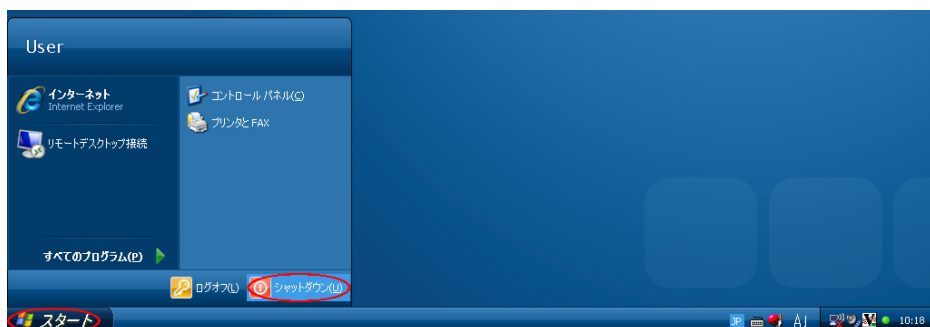 User
インターネット
Internet Explorer
リモートデスクトップ接続
コントロール パネル(C)
プリンタと FAX
すべてのプログラム(P)
ログオフ(L)
シャットダウン(U)
スタート
JP
A
10:18